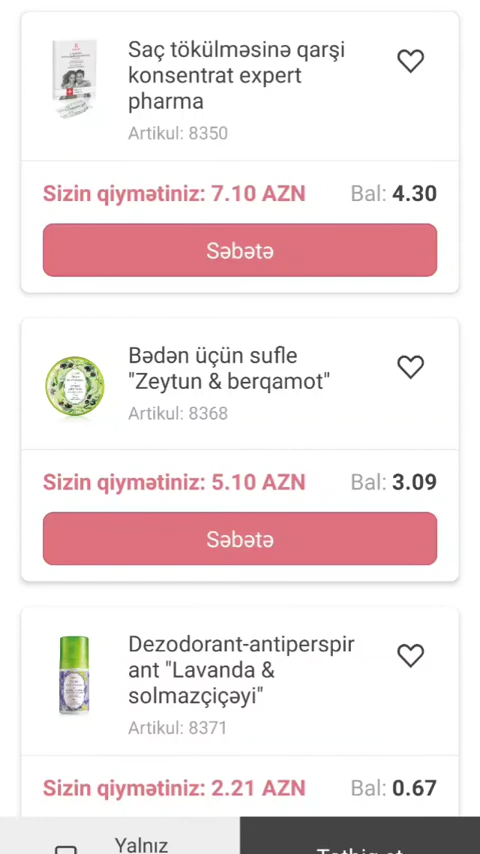 Saç tökülməsinə qarşi
konsentrat expert
pharma
Artikul: 8350
Sizin qiymətiniz: 7.10 AZN
Bal: 4.30
Səbətə
Bədən üçün sufle
"Zeytun & berqamot"
Artikul: 8368
Sizin qiymətiniz: 5.10 AZN
Bal: 3.09
Səbətə
Dezodorant-antiperspir
ant "Lavanda &
solmazçiçəyi"
Artikul: 8371
Sizin qiymətiniz: 2.21 AZN
Bal: 0.67
Yalnız